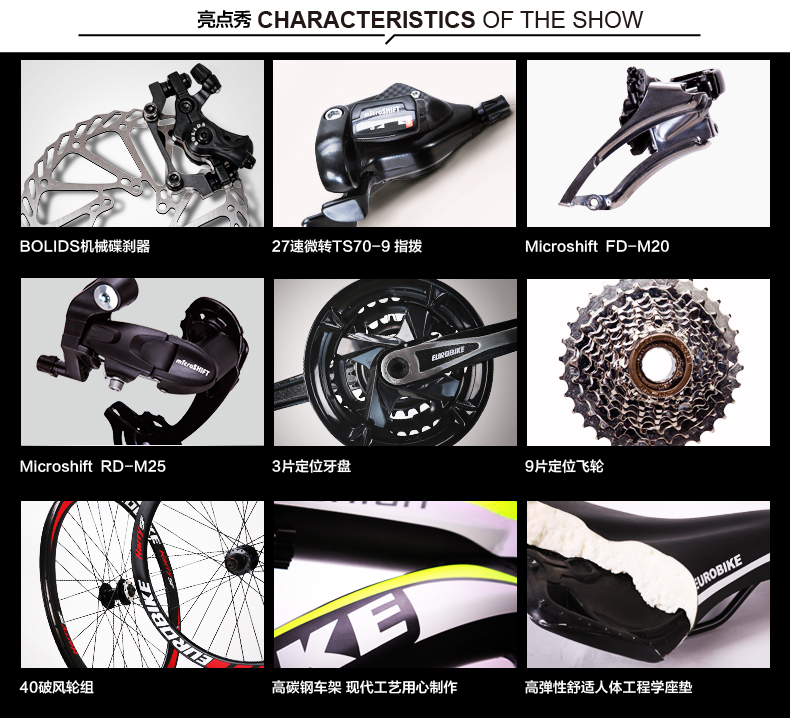 亮点秀 CHARACTERISTICS OF THE SHOW
microSHIFT
BOLIDS机械碟刹器
27速微转TS70-9 指拨
Microshift FD-M20
microSHIFT
EUROBIKE
Microshift RD-M25
3片定位牙盘
9片定位飞轮
EUROBIKE
KE
EUROBIKE
40破风轮组
高碳钢车架 现代工艺用心制作
高弹性舒适人体工程学座垫